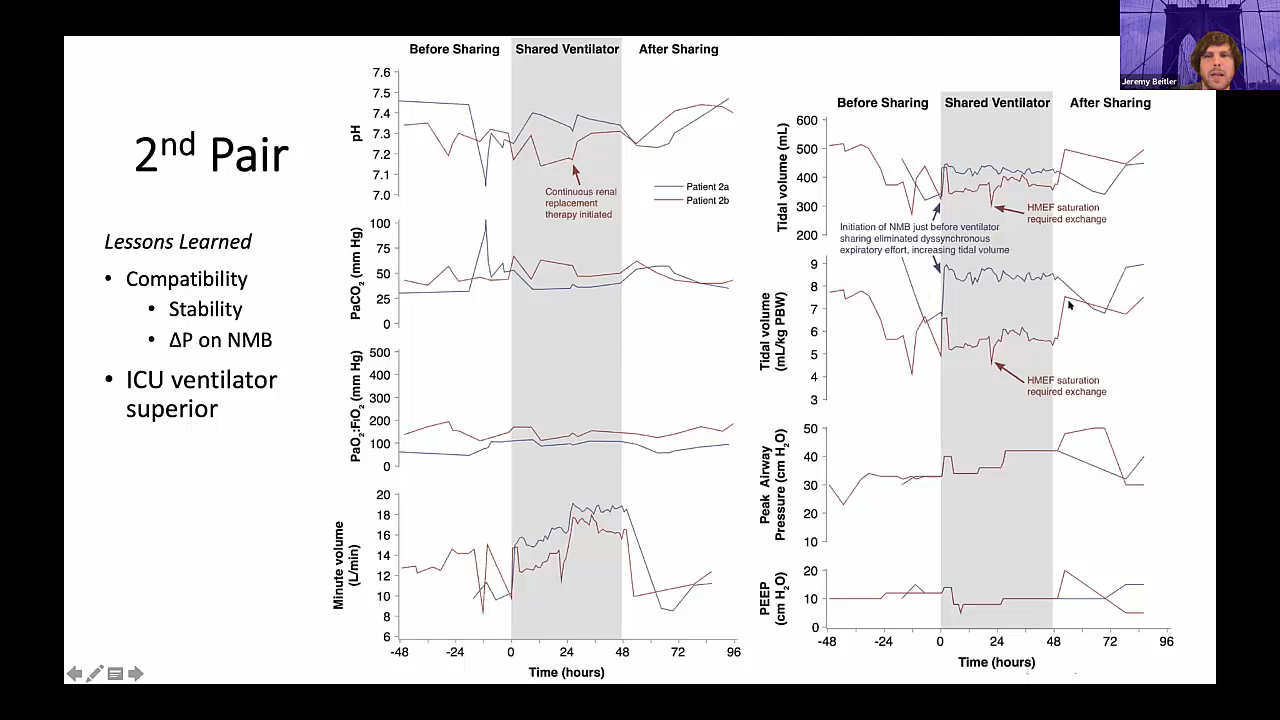 Jeremy Beitler
2nd Pair
Lessons Learned
• Compatibility
• Stability
• ΔP on NMB
• ICU ventilator
superior
Before Sharing
Shared Ventilator
After Sharing
pH
7.6
7.5
7.4
7.3
7.2
7.1
7.0
Continuous renal
replacement
therapy initiated
Patient 2a
Patient 2b
PaCO2 (mm Hg)
100
75
50
25
0
PaO2:FiO2 (mm Hg)
500
400
300
200
100
0
Minute volume
(L/min)
20
18
16
14
12
10
8
6
-48
-24
0
24
48
72
96
Time (hours)
Before Sharing
Shared Ventilator
After Sharing
Tidal volume (mL)
600
500
400
300
200
HMEF saturation
required exchange
Initiation of NMB just before ventilator
sharing eliminated dyssynchronous
expiratory effort, increasing tidal volume
Tidal volume
(mL/kg PBW)
9
8
7
6
5
4
3
HMEF saturation
required exchange
Peak Airway
Pressure (cm H2O)
50
40
30
20
10
PEEP
(cm H2O)
20
10
0
-48
-24
0
24
48
72
96
Time (hours)